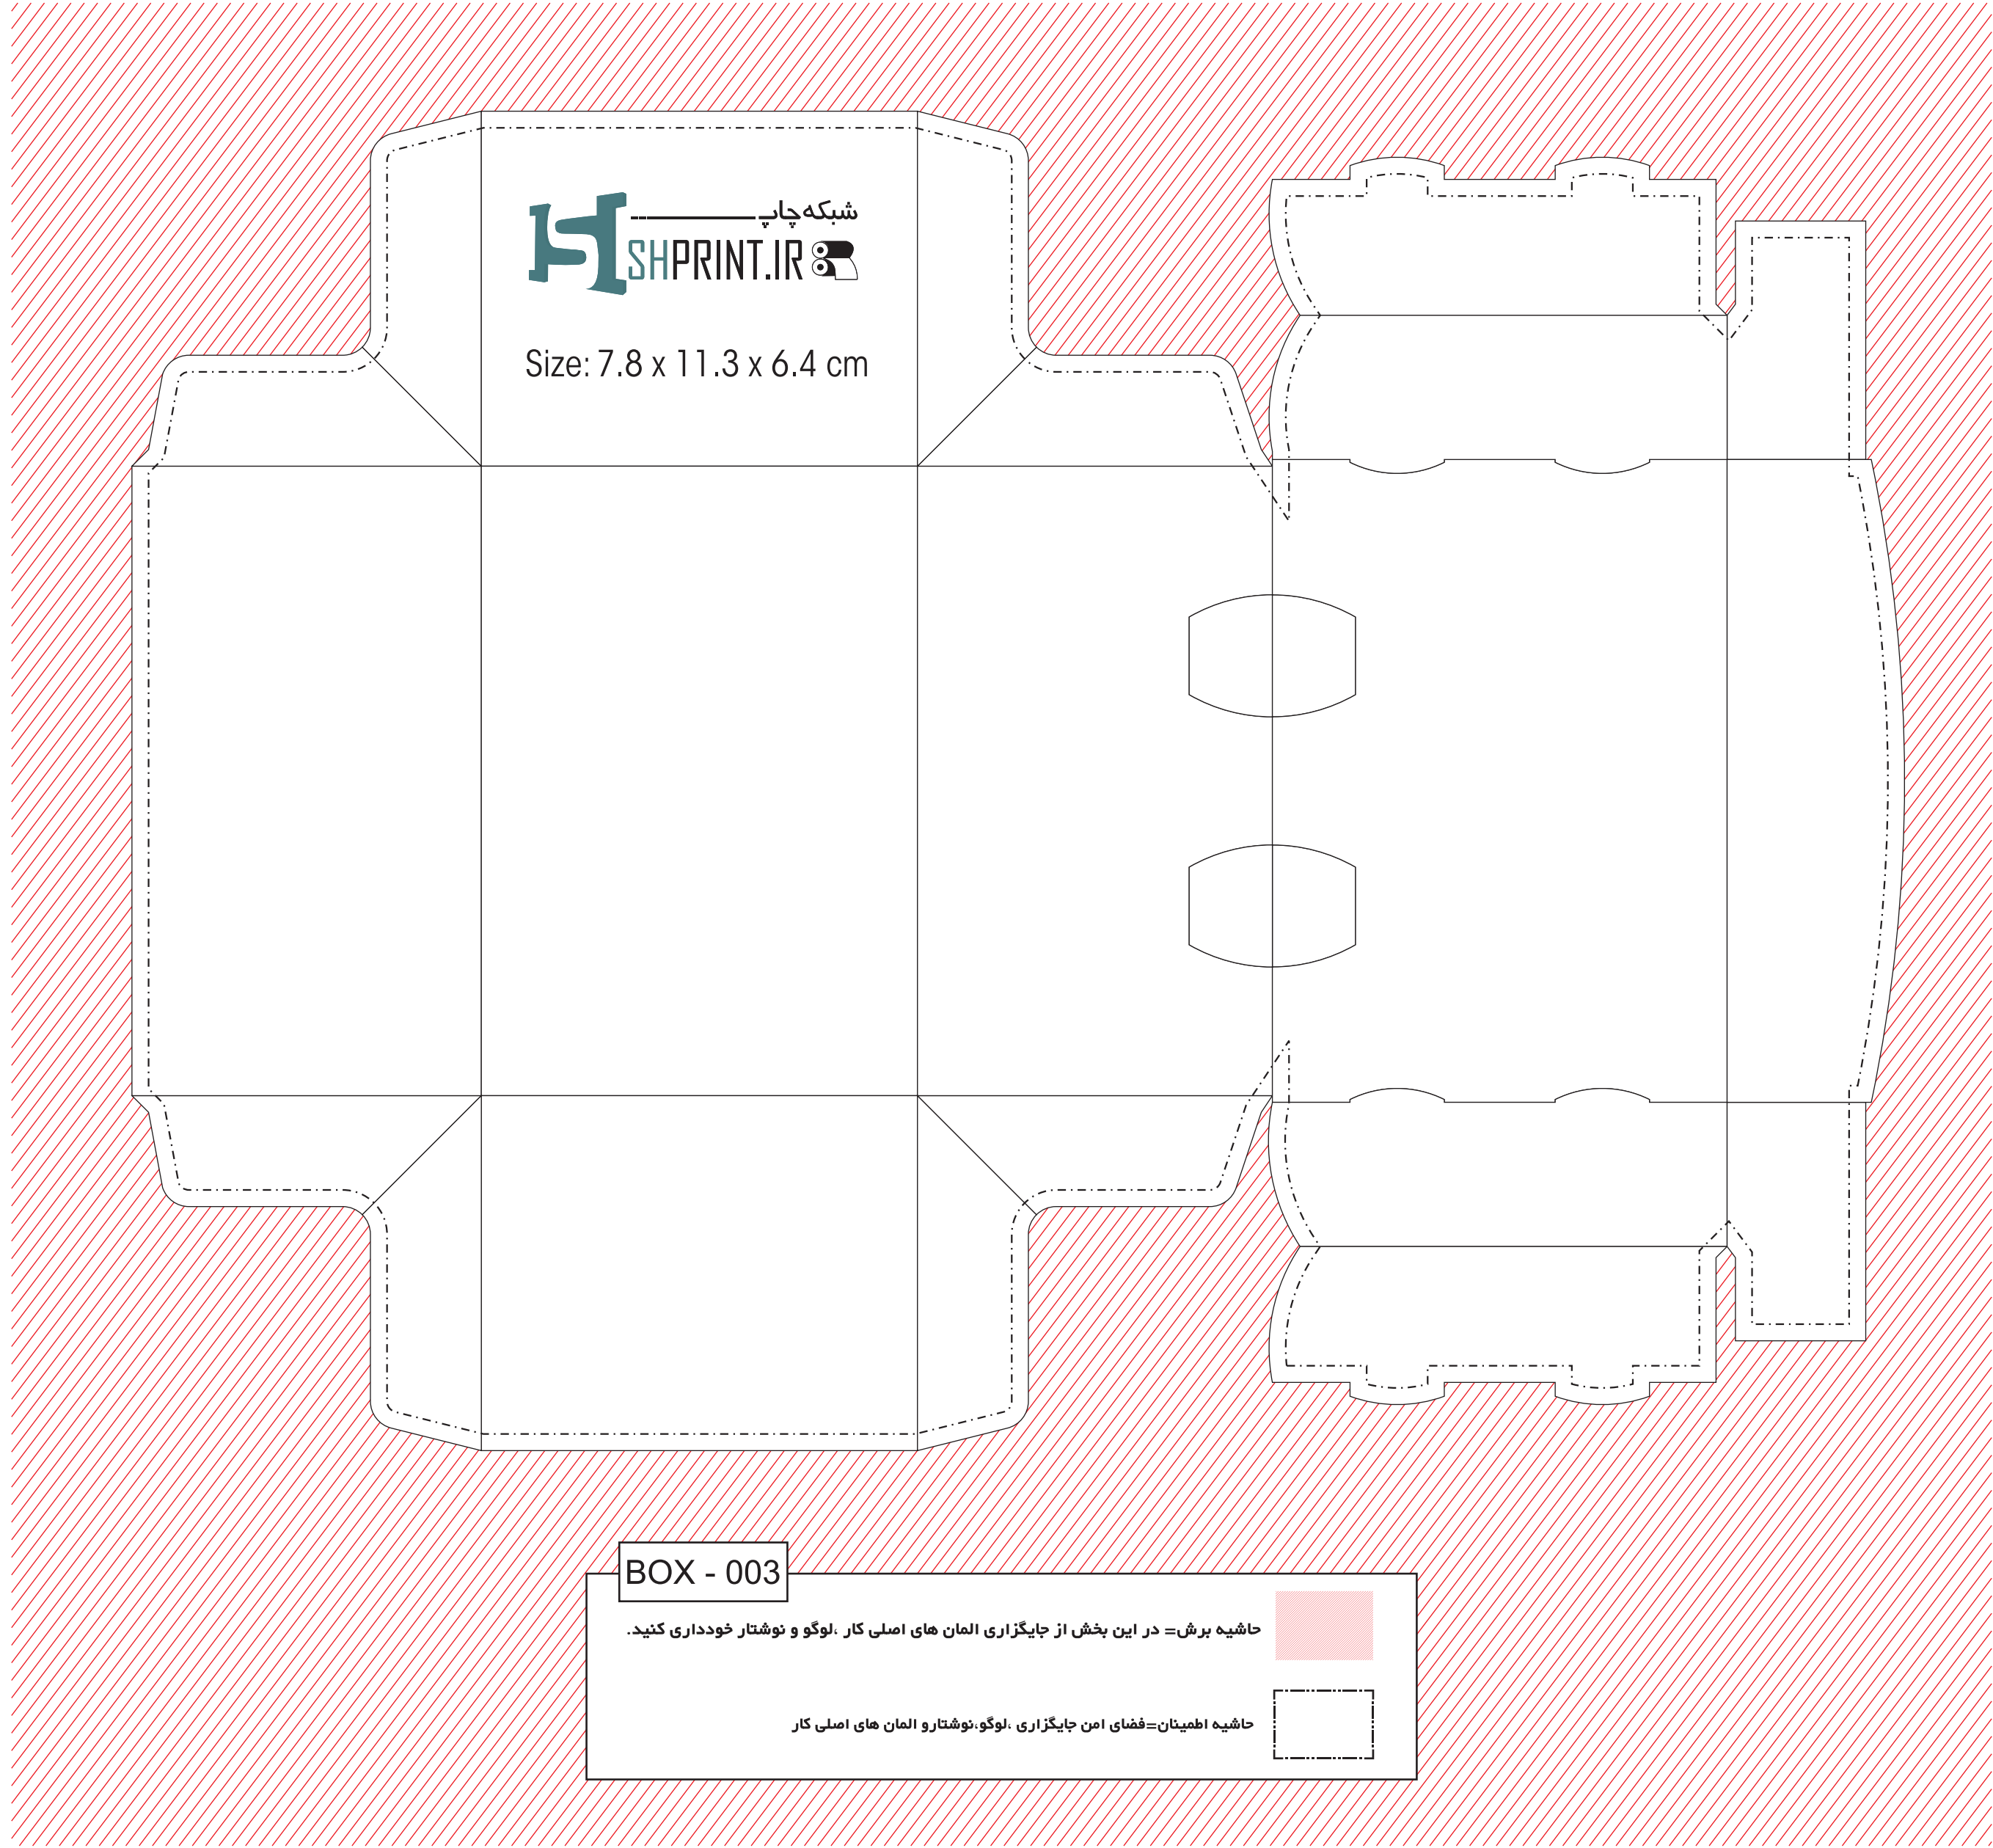 شبکه چاپ
SHPRINT.IR
Size: 7.8 x 11.3 x 6.4 cm
BOX - 003
حاشیه برش= در این بخش از جایگزاری المان های اصلی کار ،لوگو و نوشتار خودداری کنید.
حاشیه اطمینان=فضای امن جایگزاری ،لوگو،نوشتارو المان های اصلی کار